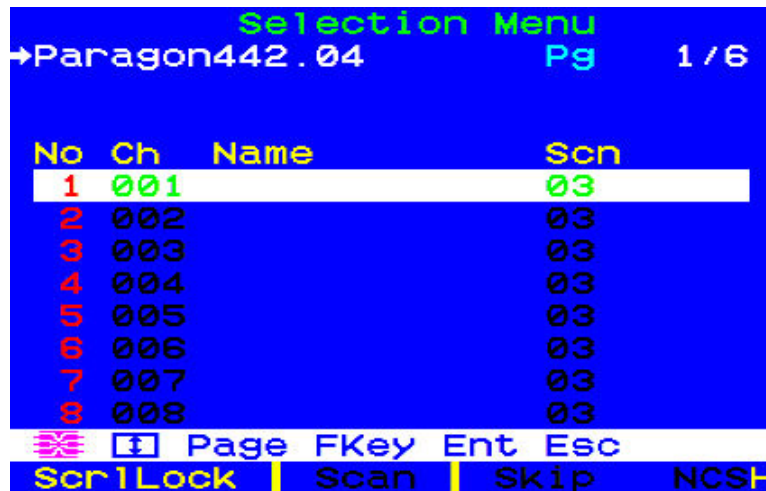 Selection Menu
→Paragon442.04 Pg 1/6
No Ch Name Scn
1 001 03
2 002 03
3 003 03
4 004 03
5 005 03
6 006 03
7 007 03
8 008 03
Page FKey Ent Esc
ScrlLock Scan Skip NCSH